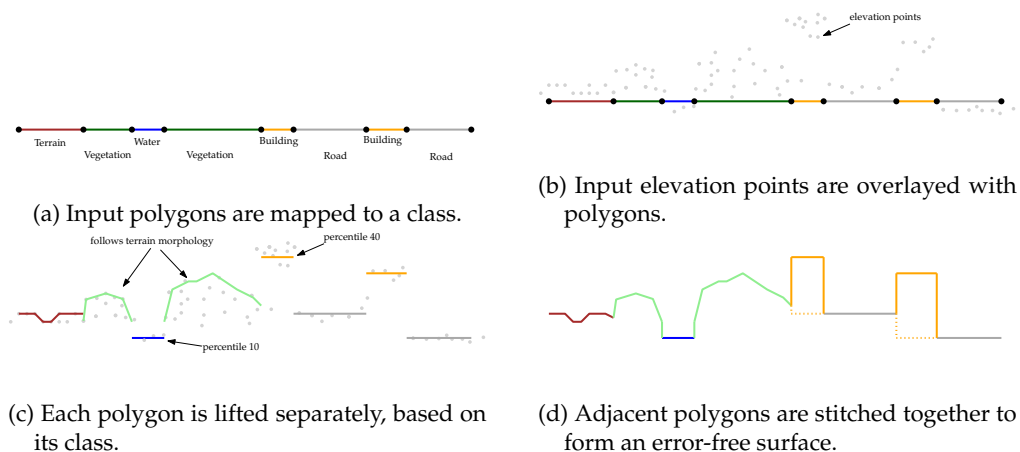 Terrain
Vegetation
Water
Vegetation
Building
Road
Building
Road
(a) Input polygons are mapped to a class.
elevation points
(b) Input elevation points are overlayed with
polygons.
follows terrain morphology
percentile 40
percentile 10
(c) Each polygon is lifted separately, based on
its class.
(d) Adjacent polygons are stitched together to
form an error-free surface.